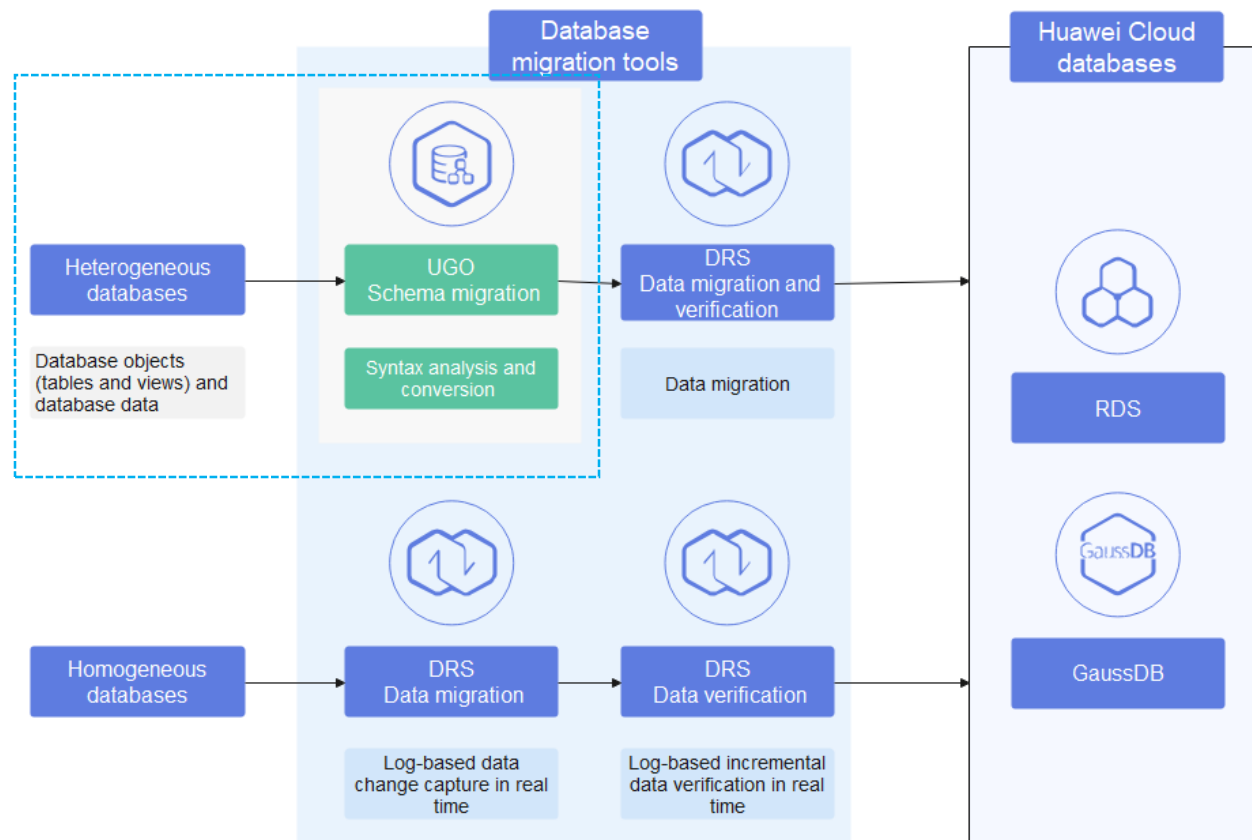 Database
migration tools
Huawei Cloud
databases
Heterogeneous
databases
UGO
Schema migration
DRS
Data migration and
verification
Database objects
(tables and views) and
database data
Syntax analysis and
conversion
Data migration
RDS
GaussDB
GaussDB
Homogeneous
databases
DRS
Data migration
DRS
Data verification
Log-based data
change capture in real
time
Log-based incremental
data verification in real
time